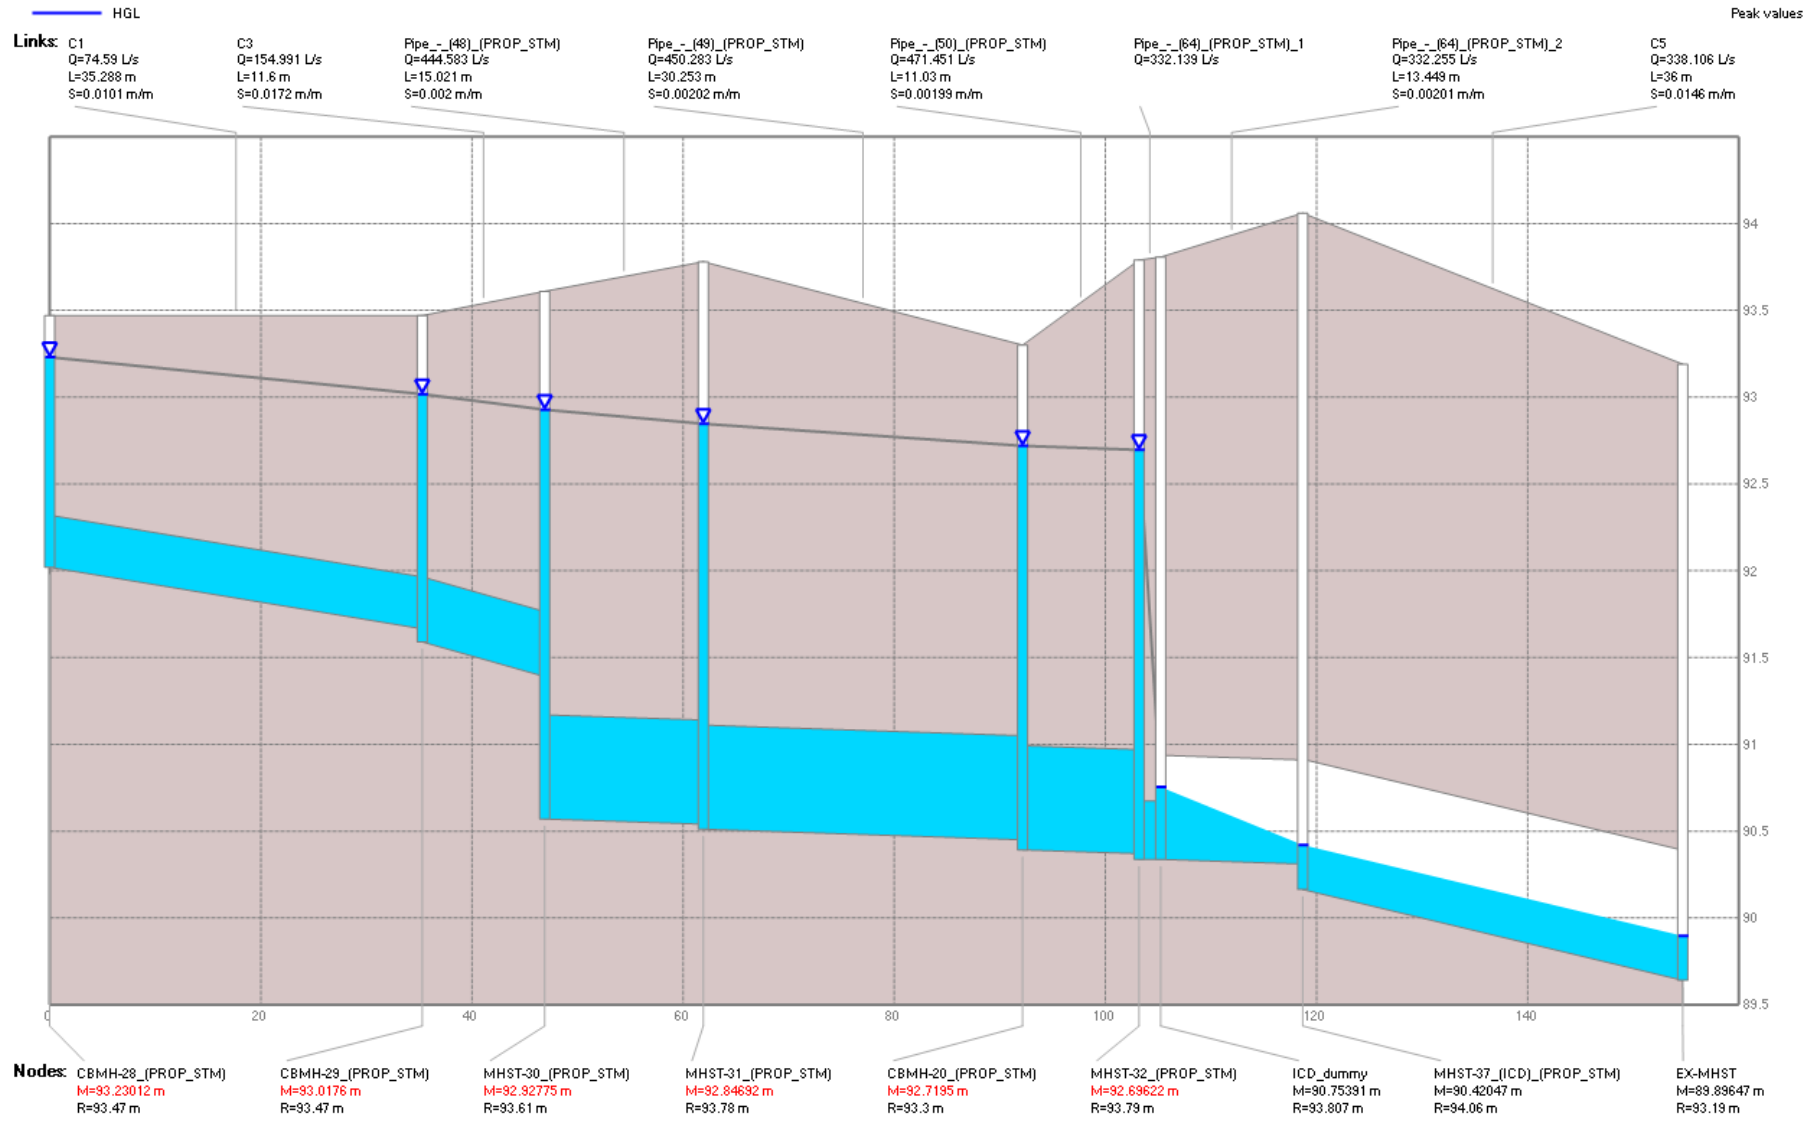 HGL
Peak values
Links:
C1
Q=74.59 L/s
L=35.288 m
S=0.0101 m/m
C3
Q=154.991 L/s
L=11.6 m
S=0.0172 m/m
Pipe_-_(48)_(PROP_STM)
Q=444.583 L/s
L=15.021 m
S=0.002 m/m
Pipe_-_(49)_(PROP_STM)
Q=450.283 L/s
L=30.253 m
S=0.00202 m/m
Pipe_-_(50)_(PROP_STM)
Q=471.451 L/s
L=11.03 m
S=0.00199 m/m
Pipe_-_(64)_(PROP_STM)_1
Q=332.139 L/s
Pipe_-_(64)_(PROP_STM)_2
Q=332.255 L/s
L=13.449 m
S=0.00201 m/m
C5
Q=338.106 L/s
L=36 m
S=0.0146 m/m
94
93.5
93
92.5
92
91.5
91
90.5
90
89.5
0
20
40
60
80
100
120
140
Nodes:
CBMH-28_(PROP_STM)
M=93.23012 m
R=93.47 m
CBMH-29_(PROP_STM)
M=93.0176 m
R=93.47 m
MHST-30_(PROP_STM)
M=92.92775 m
R=93.61 m
MHST-31_(PROP_STM)
M=92.84692 m
R=93.78 m
CBMH-20_(PROP_STM)
M=92.7195 m
R=93.3 m
MHST-32_(PROP_STM)
M=92.69622 m
R=93.79 m
ICD_dummy
M=90.75391 m
R=93.807 m
MHST-37_(ICD)_(PROP_STM)
M=90.42047 m
R=94.06 m
EX-MHST
M=89.89647 m
R=93.19 m